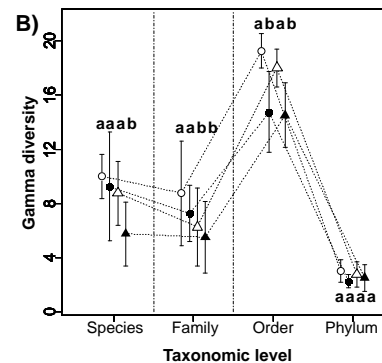 B)
Gamma diversity
20
16
12
8
4
0
aaab
aabb
abab
aaaa
Species
Family
Order
Phylum
Taxonomic level